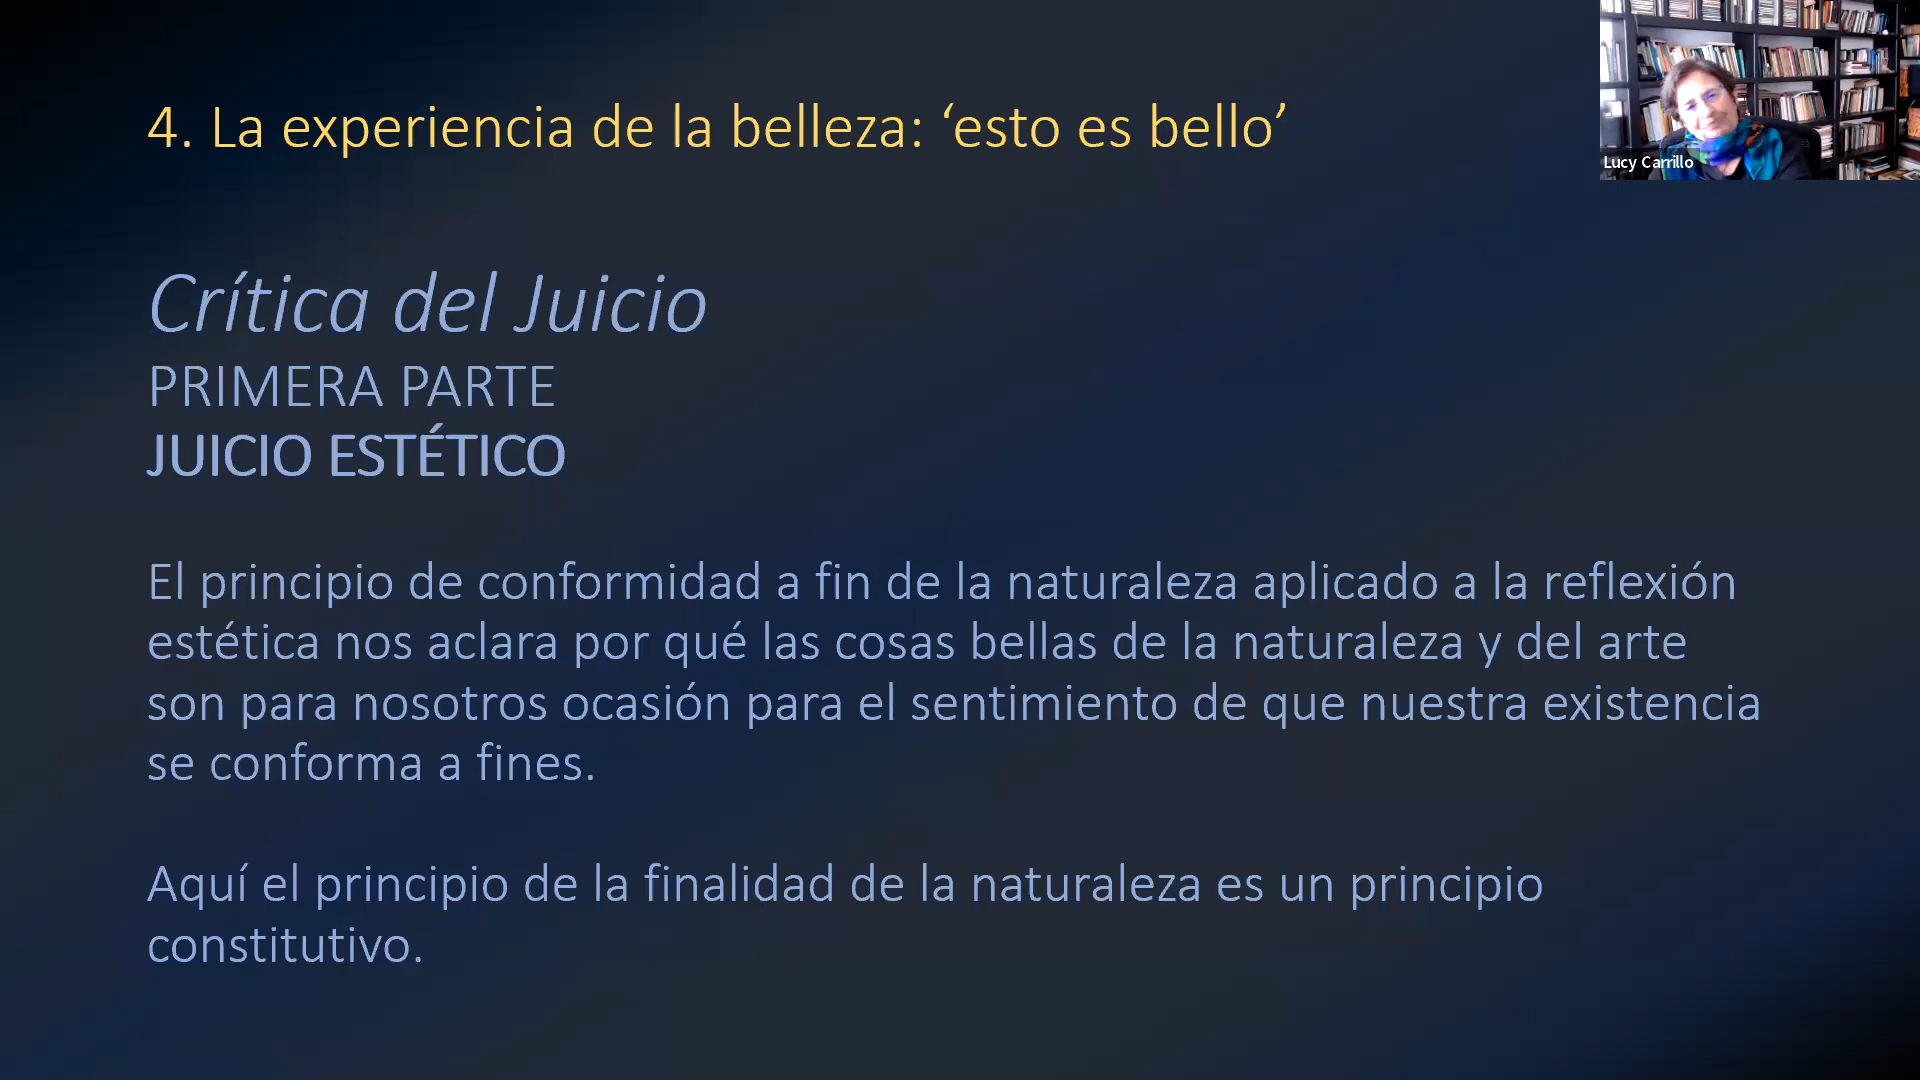 4. La experiencia de la belleza: ‘esto es bello’
Lucy Carrillo
Crítica del Juicio
PRIMERA PARTE
JUICIO ESTÉTICO
El principio de conformidad a fin de la naturaleza aplicado a la reflexión
estética nos aclara por qué las cosas bellas de la naturaleza y del arte
son para nosotros ocasión para el sentimiento de que nuestra existencia
se conforma a fines.
Aquí el principio de la finalidad de la naturaleza es un principio
constitutivo.